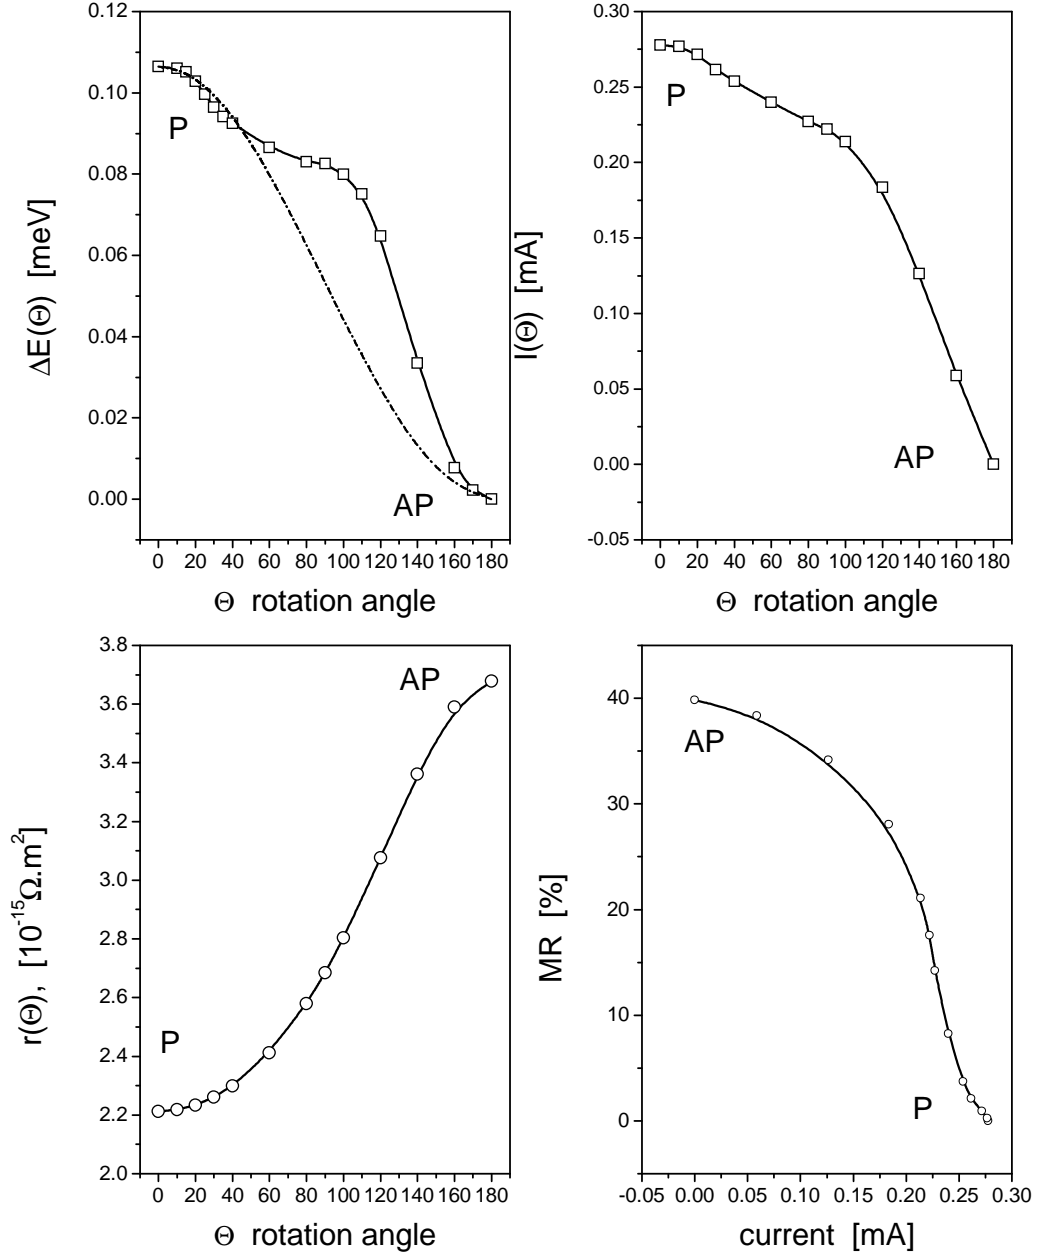 0.12
0.10
0.08
0.06
0.04
0.02
0.00
ΔE(Θ) [meV]
P
AP
0 20 40 60 80 100 120 140 160 180
Θ rotation angle
0.30
0.25
0.20
0.15
0.10
0.05
0.00
-0.05
I(Θ) [mA]
P
AP
0 20 40 60 80 100 120 140 160 180
Θ rotation angle
3.8
3.6
3.4
3.2
3.0
2.8
2.6
2.4
2.2
2.0
r(Θ), [10⁻¹⁵Ω.m²]
AP
P
0 20 40 60 80 100 120 140 160 180
Θ rotation angle
40
30
20
10
0
MR [%]
AP
P
-0.05 0.00 0.05 0.10 0.15 0.20 0.25 0.30
current [mA]